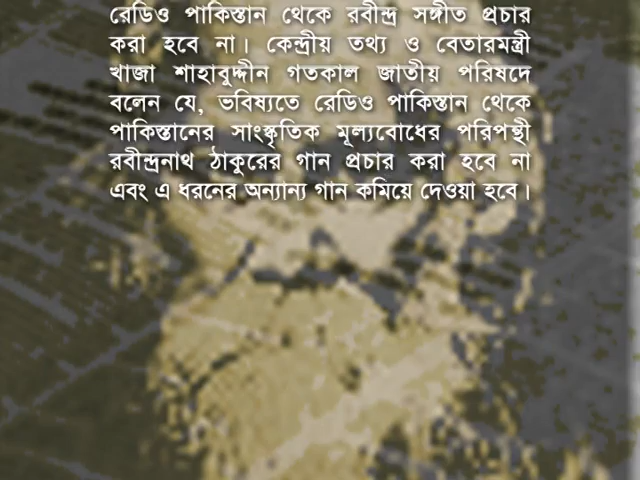 রেডিও পাকিস্তান থেকে রবীন্দ্র সঙ্গীত প্রচার
করা হবে না। কেন্দ্রীয় তথ্য ও বেতারমন্ত্রী
খাজা শাহাবুদ্দীন গতকাল জাতীয় পরিষদে
বলেন যে, ভবিষ্যতে রেডিও পাকিস্তান থেকে
পাকিস্তানের সাংস্কৃতিক মূল্যবোধের পরিপন্থী
রবীন্দ্রনাথ ঠাকুরের গান প্রচার করা হবে না
এবং এ ধরনের অন্যান্য গান কমিয়ে দেওয়া হবে।